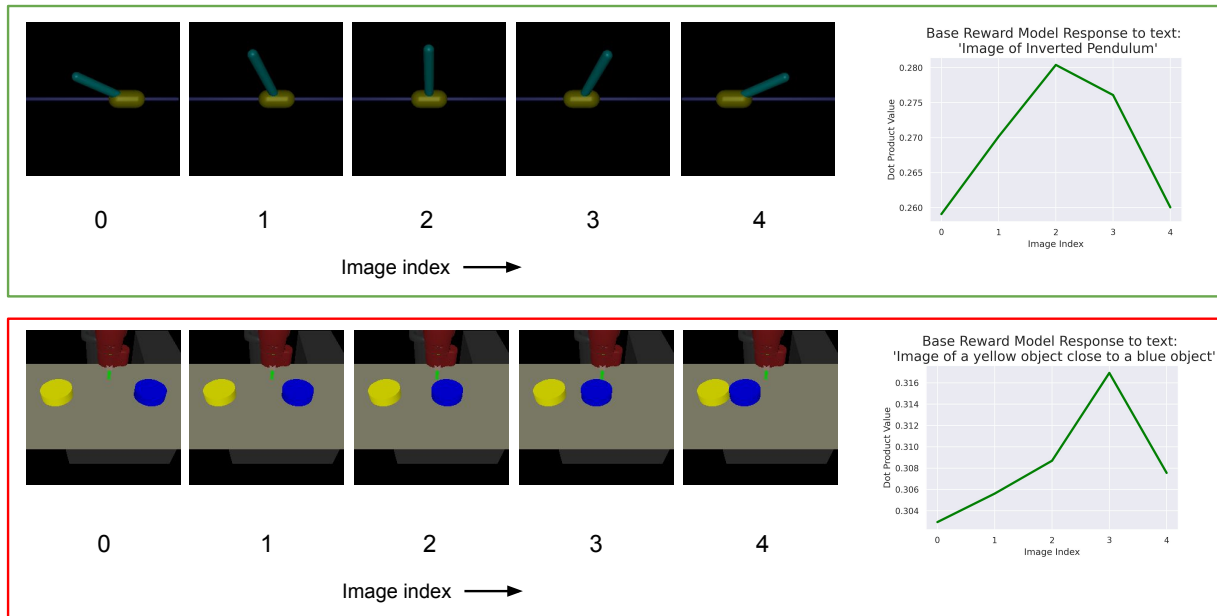 Base Reward Model Response to text:
'Image of Inverted Pendulum'
0.280
0.275
0.270
0.265
0.260
Dot Product Value
0 1 2 3 4
Image Index
0 1 2 3 4
Image index
Base Reward Model Response to text:
'Image of a yellow object close to a blue object'
0.316
0.314
0.312
0.310
0.308
0.306
0.304
Dot Product Value
0 1 2 3 4
Image Index
0 1 2 3 4
Image index